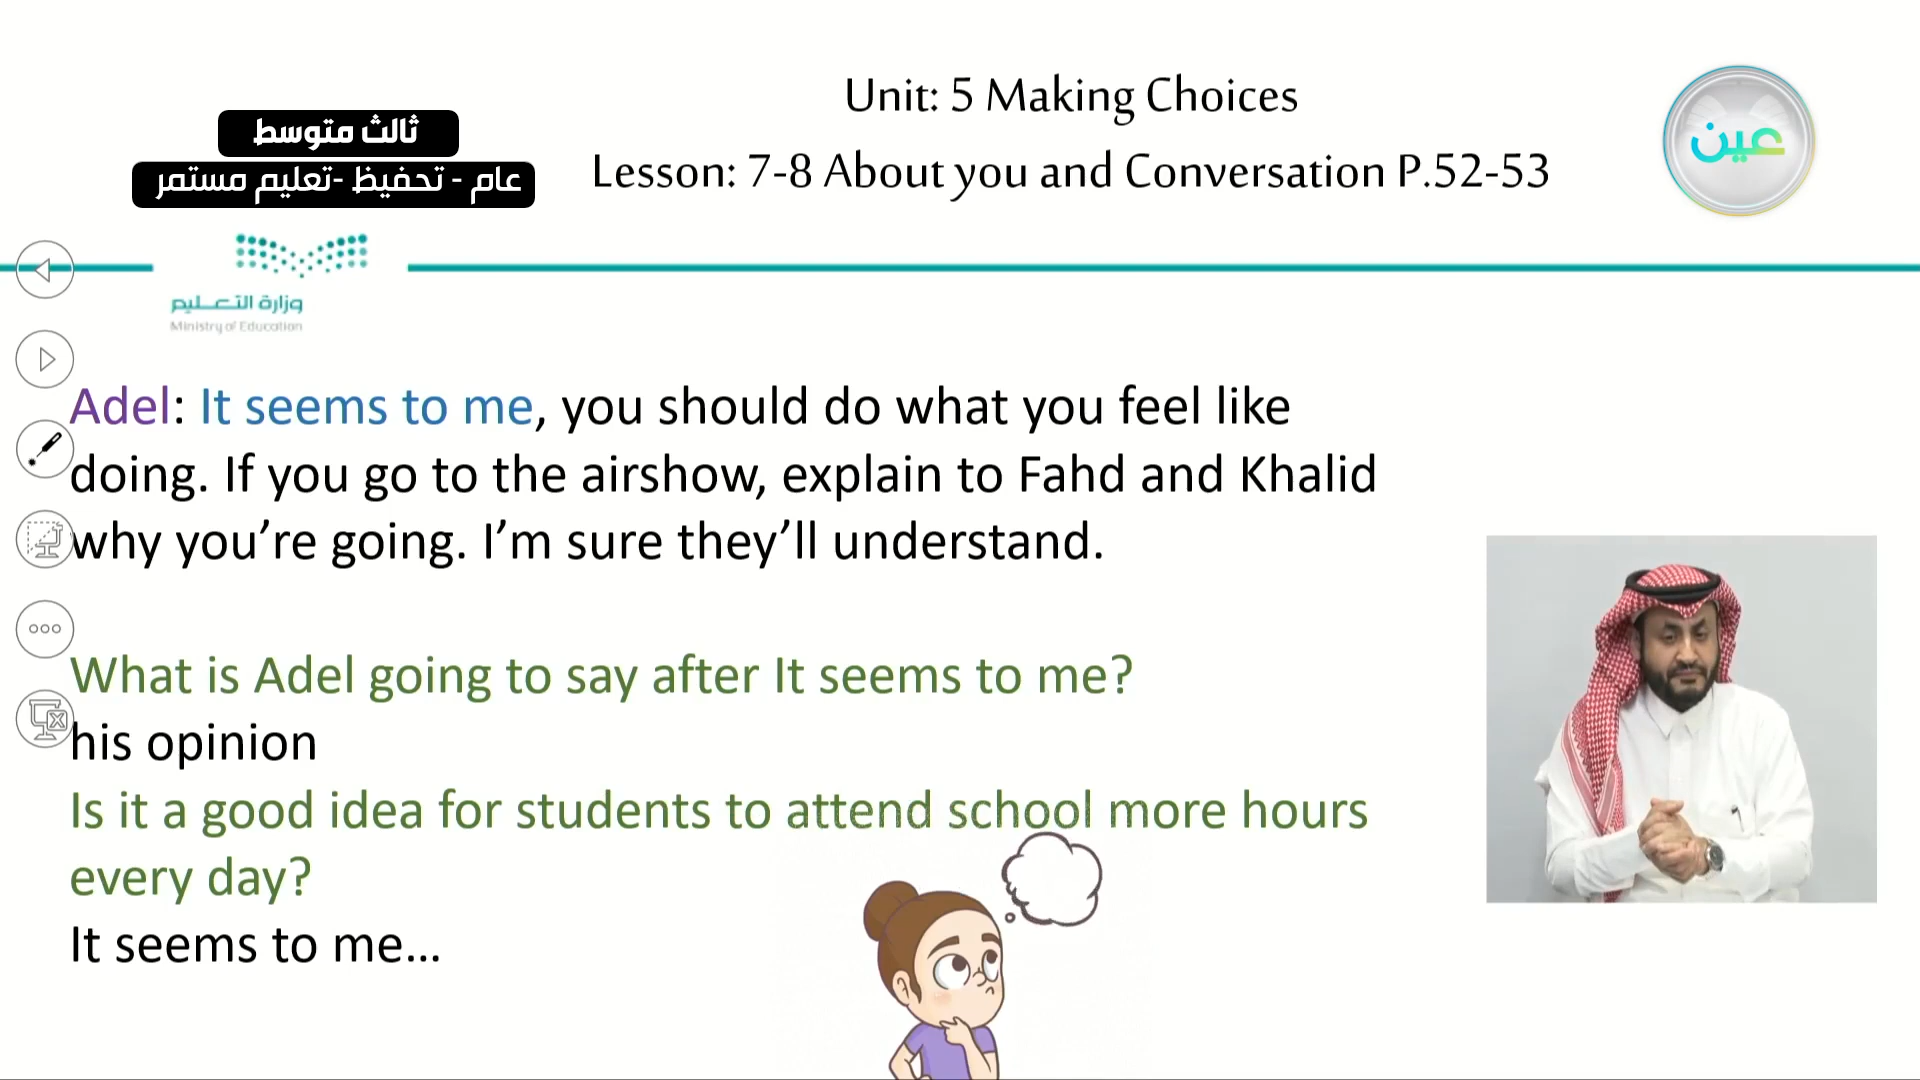 Unit: 5 Making Choices
ثالث متوسط
عام - تحفيظ -تعليم مستمر
Lesson: 7-8 About you and Conversation P.52-53
عين
وزارة التعـــليم
Ministry of Education
Adel: It seems to me, you should do what you feel like
doing. If you go to the airshow, explain to Fahd and Khalid
why you’re going. I’m sure they’ll understand.
What is Adel going to say after It seems to me?
his opinion
Is it a good idea for students to attend school more hours
every day?
It seems to me…